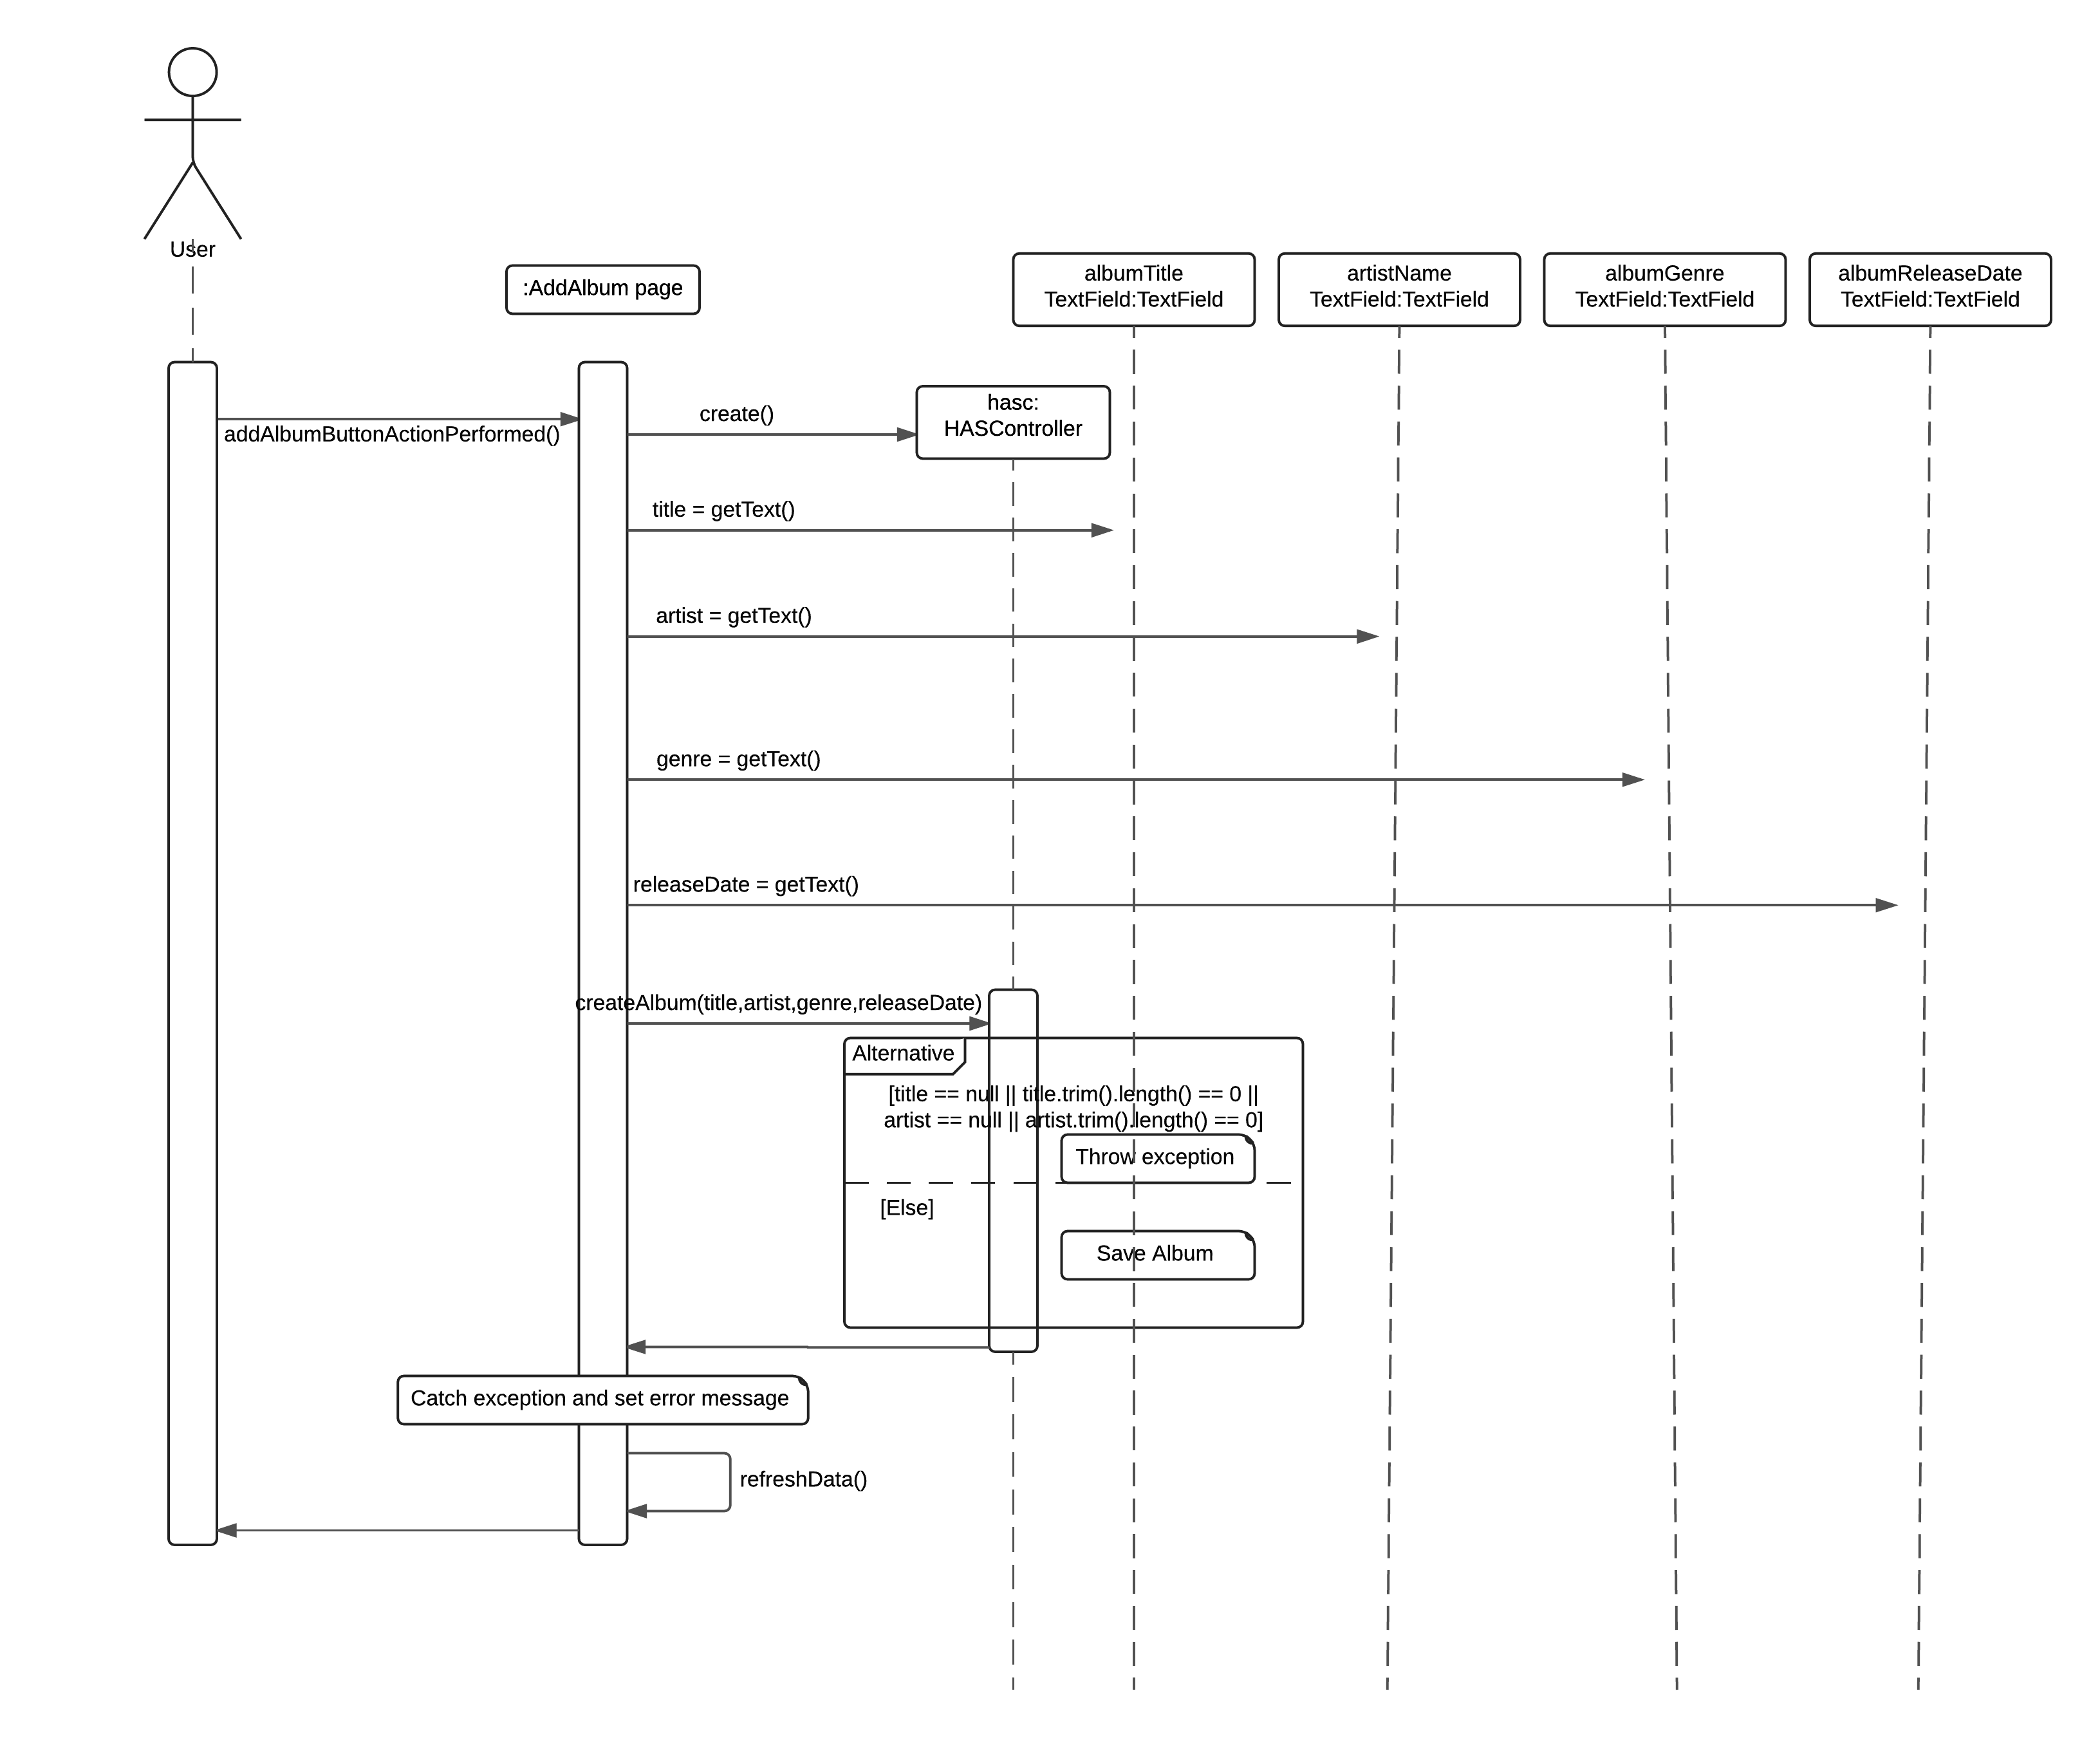 User
:AddAlbum page
albumTitle
TextField:TextField
artistName
TextField:TextField
albumGenre
TextField:TextField
albumReleaseDate
TextField:TextField
addAlbumButtonActionPerformed()
create()
hasc:
HASController
title = getText()
artist = getText()
genre = getText()
releaseDate = getText()
createAlbum(title,artist,genre,releaseDate)
Alternative
[title == null || title.trim().length() == 0 ||
artist == null || artist.trim().length() == 0]
Throw exception
[Else]
Save Album
Catch exception and set error message
refreshData()